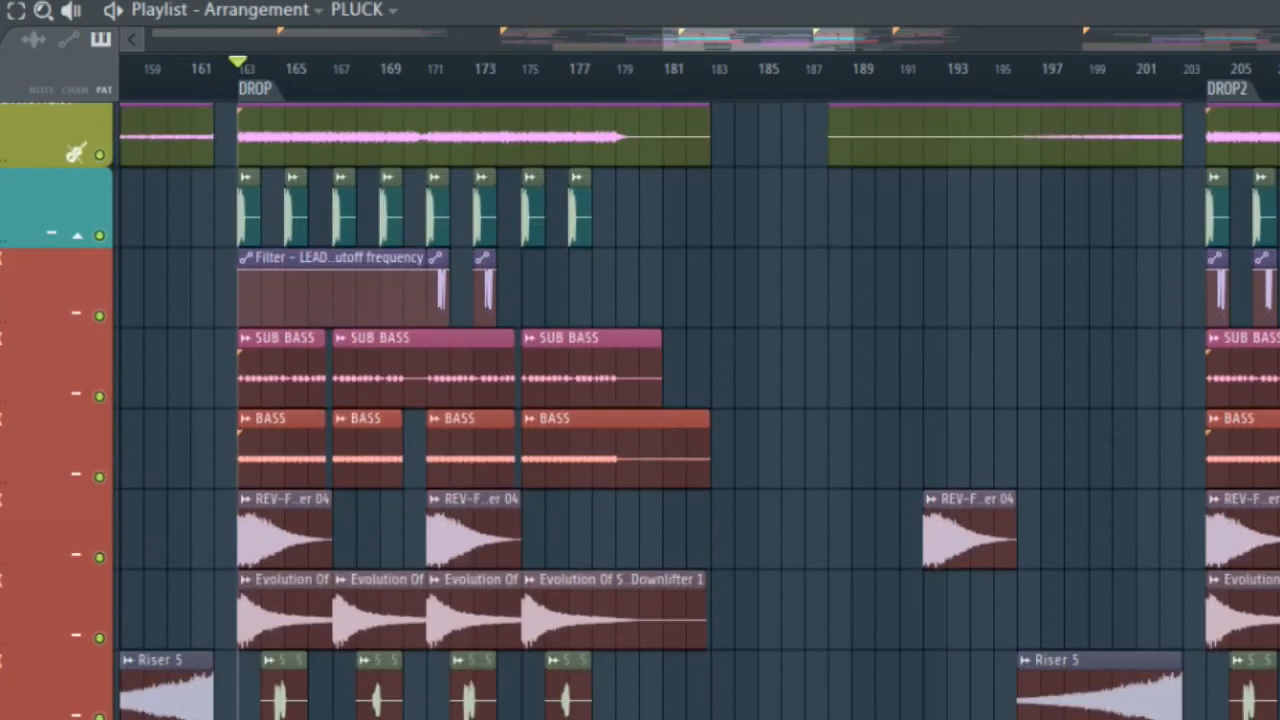 Playlist - Arrangement PLUCK
159 161 163 165 167 169 171 173 175 177 179 181 183 185 187 189 191 193 195 197 199 201 203 205
NOTE CHAN PAT
DROP DROP2
Filter - LEAD...utoff frequency
SUB BASS SUB BASS SUB BASS SUB BASS
BASS BASS BASS BASS BASS
REV-F...er 04 REV-F...er 04 REV-F...er 04 REV-F...er
Evolution Of Evolution Of Evolution Of Evolution Of S...Downlifter 1 Evolution
Riser 5 S S S S S S S S Riser 5 S S